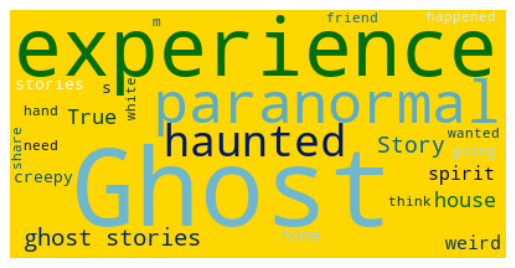 m
friend
happened
experience
stories
s
white
paranormal
hand
True
haunted
Story
wanted
share
need
going
creepy
Ghost
spirit
think
house
ghost stories
home
weird